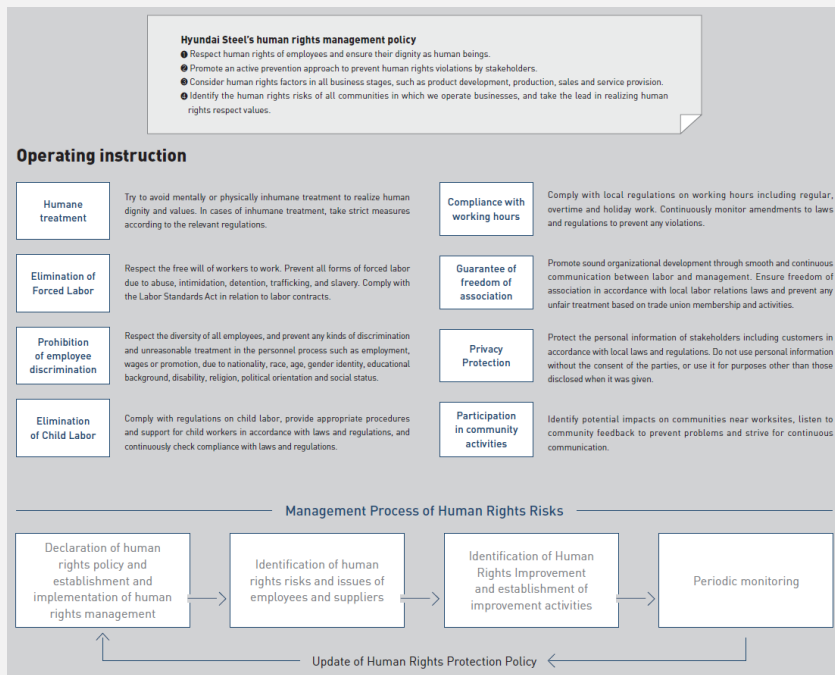 Hyundai Steel's human rights management policy
❶ Respect human rights of employees and ensure their dignity as human beings.
❷ Promote an active prevention approach to prevent human rights violations by stakeholders.
❸ Consider human rights factors in all business stages, such as product development, production, sales and service provision.
❹ Identify the human rights risks of all communities in which we operate businesses, and take the lead in realizing human
rights respect values.
Operating instruction
Humane
treatment
Try to avoid mentally or physically inhumane treatment to realize human
dignity and values. In cases of inhumane treatment, take strict measures
according to the relevant regulations.
Elimination of
Forced Labor
Respect the free will of workers to work. Prevent all forms of forced labor
due to abuse, intimidation, detention, trafficking, and slavery. Comply with
the Labor Standards Act in relation to labor contracts.
Prohibition
of employee
discrimination
Respect the diversity of all employees, and prevent any kinds of discrimination
and unreasonable treatment in the personnel process such as employment,
wages or promotion, due to nationality, race, age, gender identity, educational
background, disability, religion, political orientation and social status.
Elimination
of Child Labor
Comply with regulations on child labor, provide appropriate procedures
and support for child workers in accordance with laws and regulations, and
continuously check compliance with laws and regulations.
Compliance with
working hours
Comply with local regulations on working hours including regular,
overtime and holiday work. Continuously monitor amendments to laws
and regulations to prevent any violations.
Guarantee of
freedom of
association
Promote sound organizational development through smooth and continuous
communication between labor and management. Ensure freedom of
association in accordance with local labor relations laws and prevent any
unfair treatment based on trade union membership and activities.
Privacy
Protection
Protect the personal information of stakeholders including customers in
accordance with local laws and regulations. Do not use personal information
without the consent of the parties, or use it for purposes other than those
disclosed when it was given.
Participation
in community
activities
Identify potential impacts on communities near worksites, listen to
community feedback to prevent problems and strive for continuous
communication.
Management Process of Human Rights Risks
Declaration of human
rights policy and
establishment and
implementation of human
rights management
Identification of human
rights risks and issues of
employees and suppliers
Identification of Human
Rights Improvement
and establishment of
improvement activities
Periodic monitoring
Update of Human Rights Protection Policy